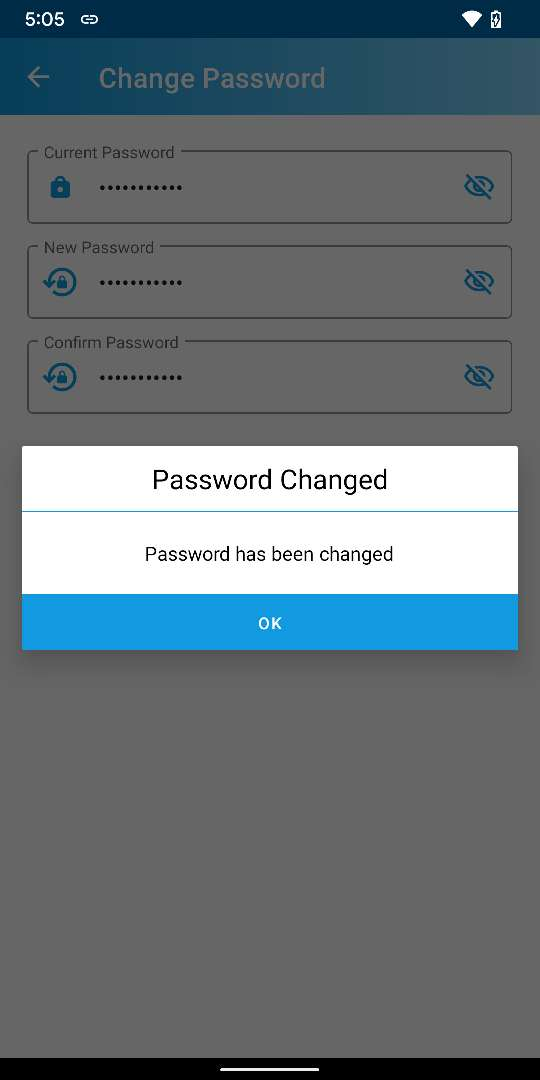 5:05
Change Password
Current Password
•••••••••••
New Password
•••••••••••
Confirm Password
•••••••••••
Password Changed
Password has been changed
OK